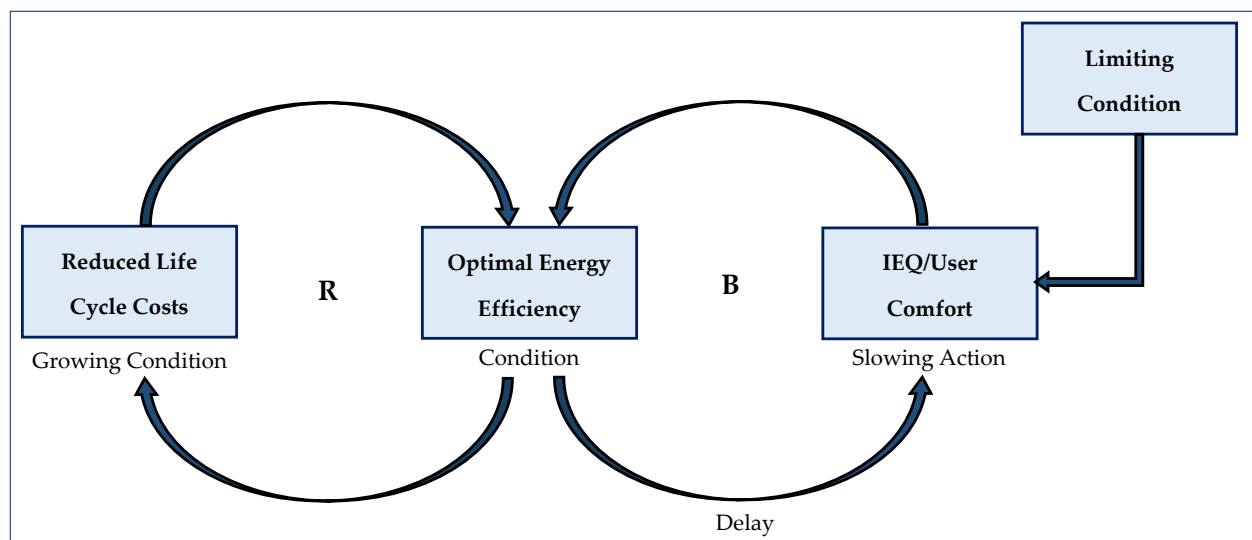 Limiting
Condition
Reduced Life
Cycle Costs
Growing Condition
R
Optimal Energy
Efficiency
Condition
B
IEQ/User
Comfort
Slowing Action
Delay